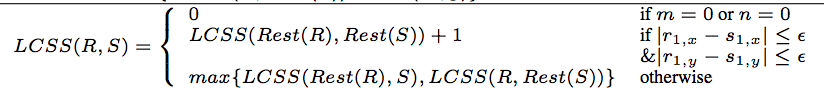 LCSS(R, S) = { 0 if m = 0 or n = 0
LCSS(Rest(R), Rest(S)) + 1 if |r₁,ₓ − s₁,ₓ| ≤ ϵ
&|r₁,ᵧ − s₁,ᵧ| ≤ ϵ
max{LCSS(Rest(R), S), LCSS(R, Rest(S))} otherwise